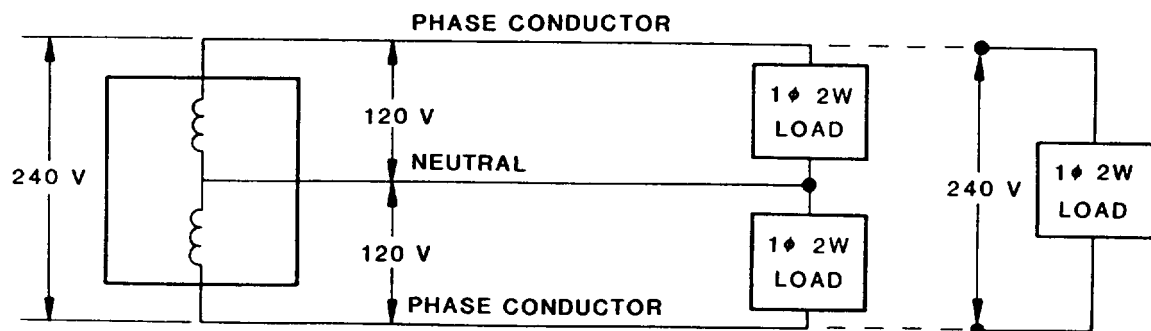 PHASE CONDUCTOR
1ϕ 2W
LOAD
120 V
NEUTRAL
240 V
240 V
1ϕ 2W
LOAD
1ϕ 2W
LOAD
120 V
PHASE CONDUCTOR